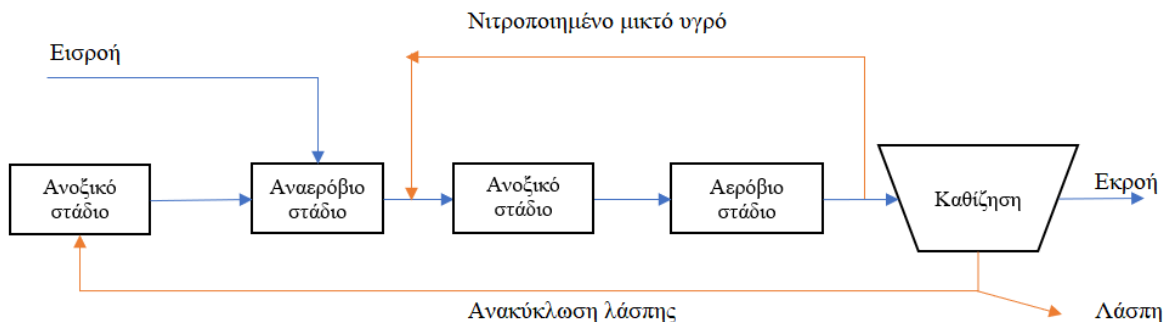 Νιτροποιημένο μικτό υγρό
Εισροή
Ανοξικό
στάδιο
Αναερόβιο
στάδιο
Ανοξικό
στάδιο
Αερόβιο
στάδιο
Καθίζηση
Εκροή
Ανακύκλωση λάσπης
Λάσπη